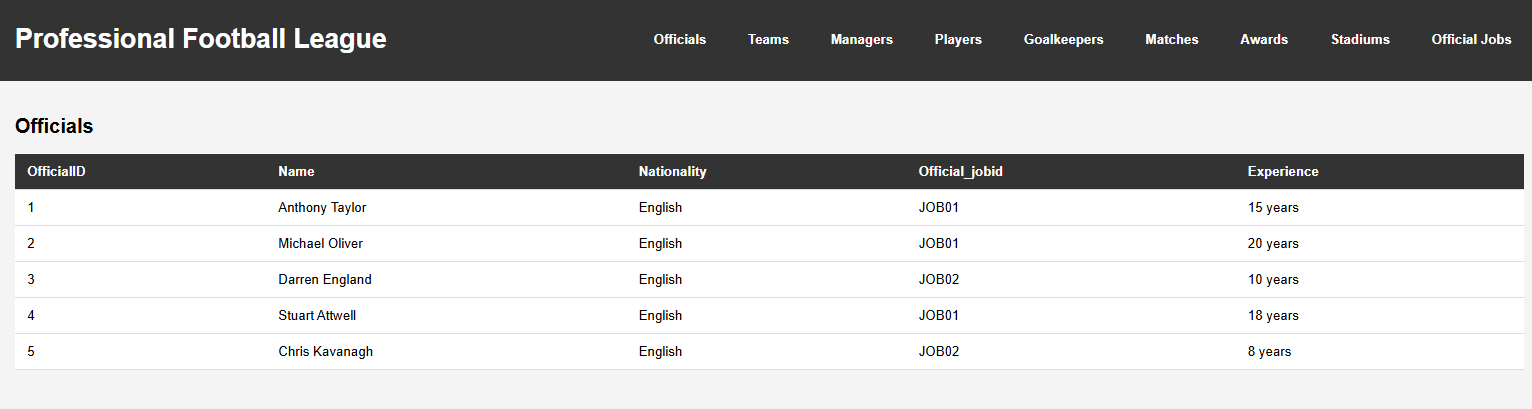 Professional Football League Officials Teams Managers Players Goalkeepers Matches Awards Stadiums Official Jobs
Officials
OfficialID Name Nationality Official_jobid Experience
1 Anthony Taylor English JOB01 15 years
2 Michael Oliver English JOB01 20 years
3 Darren England English JOB02 10 years
4 Stuart Attwell English JOB01 18 years
5 Chris Kavanagh English JOB02 8 years